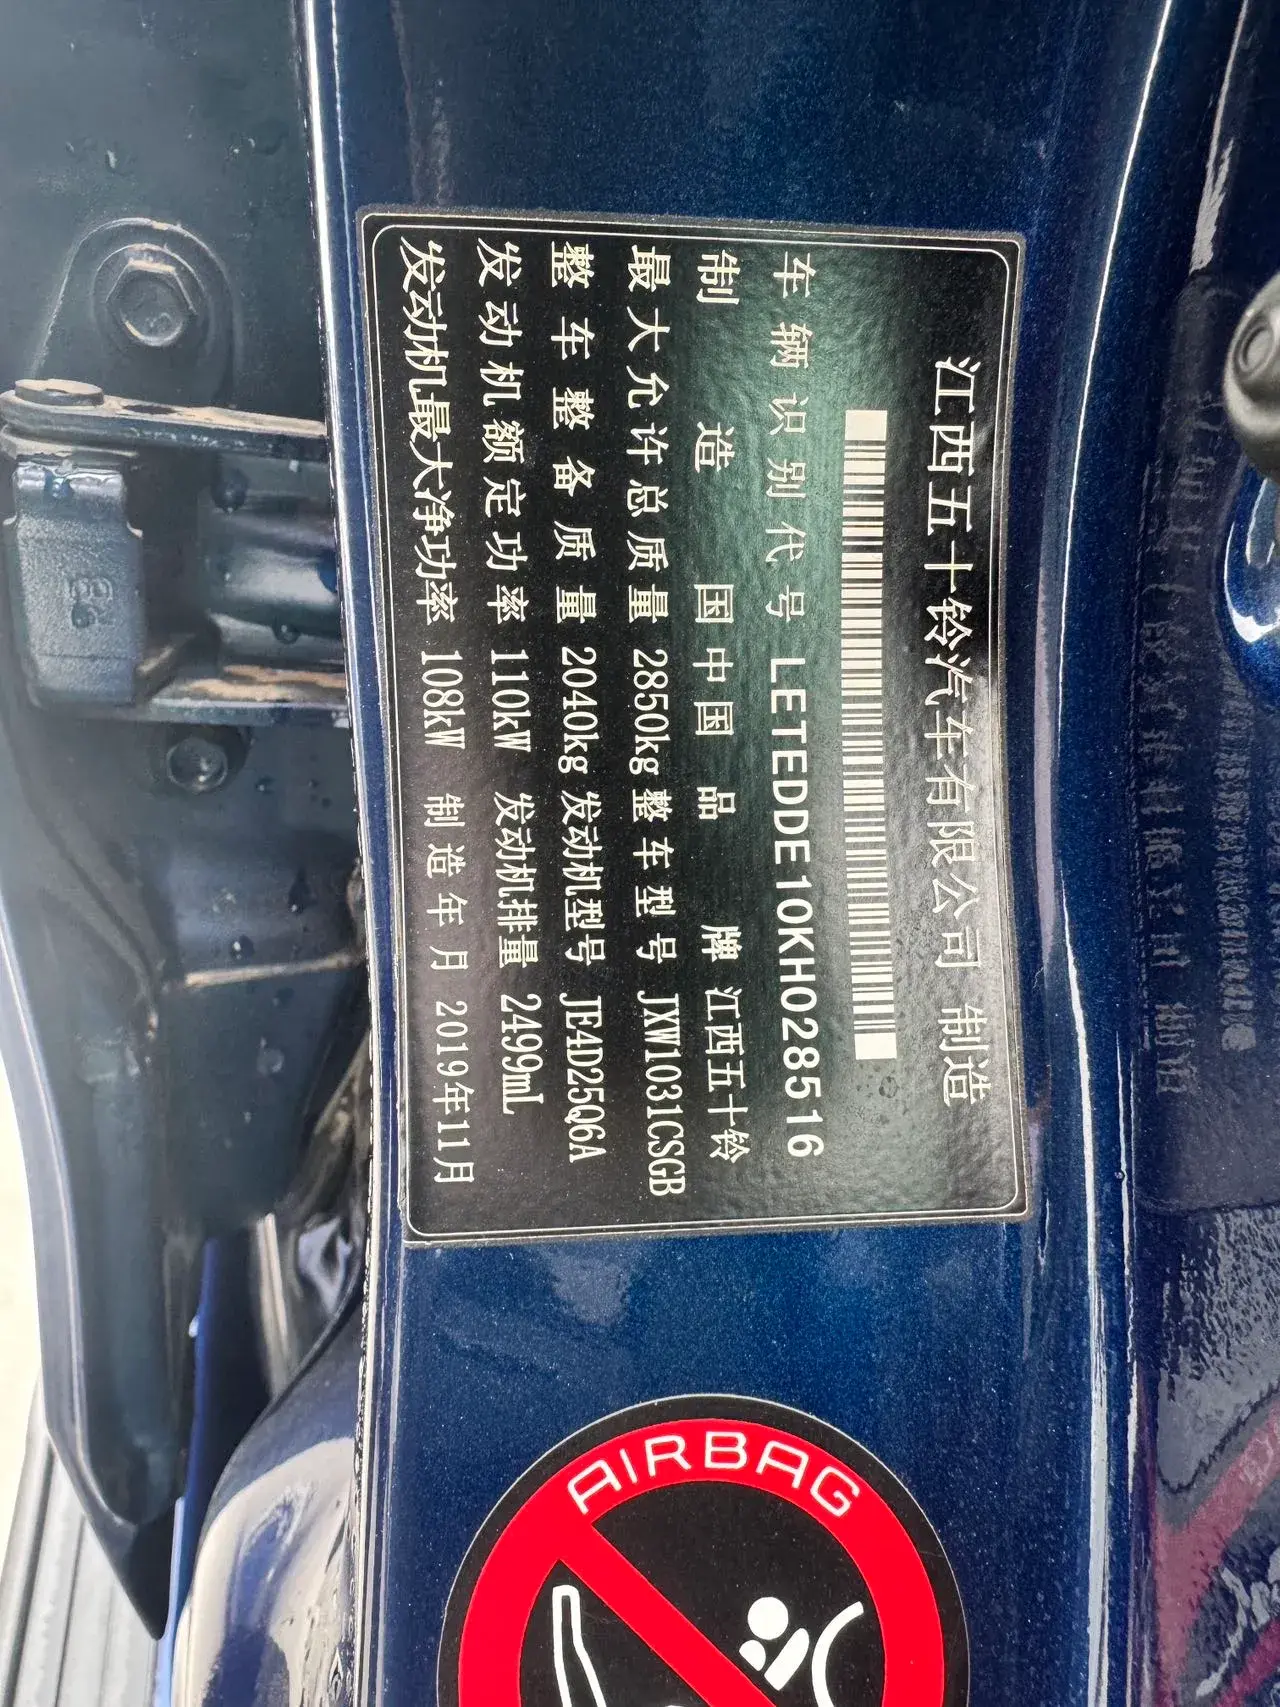 江西五十铃汽车有限公司 制造
车辆识别代号 LETEDDE10KH028516
制造国 中国 品牌 江西五十铃
最大允许总质量 2850kg 整车型号 JXW1031CSGB
整车整备质量 2040kg 发动机型号 JE4D25Q6A
发动机额定功率 110kW 发动机排量 2499mL
发动机最大净功率 108kW 制造年月 2019年11月
AIRBAG